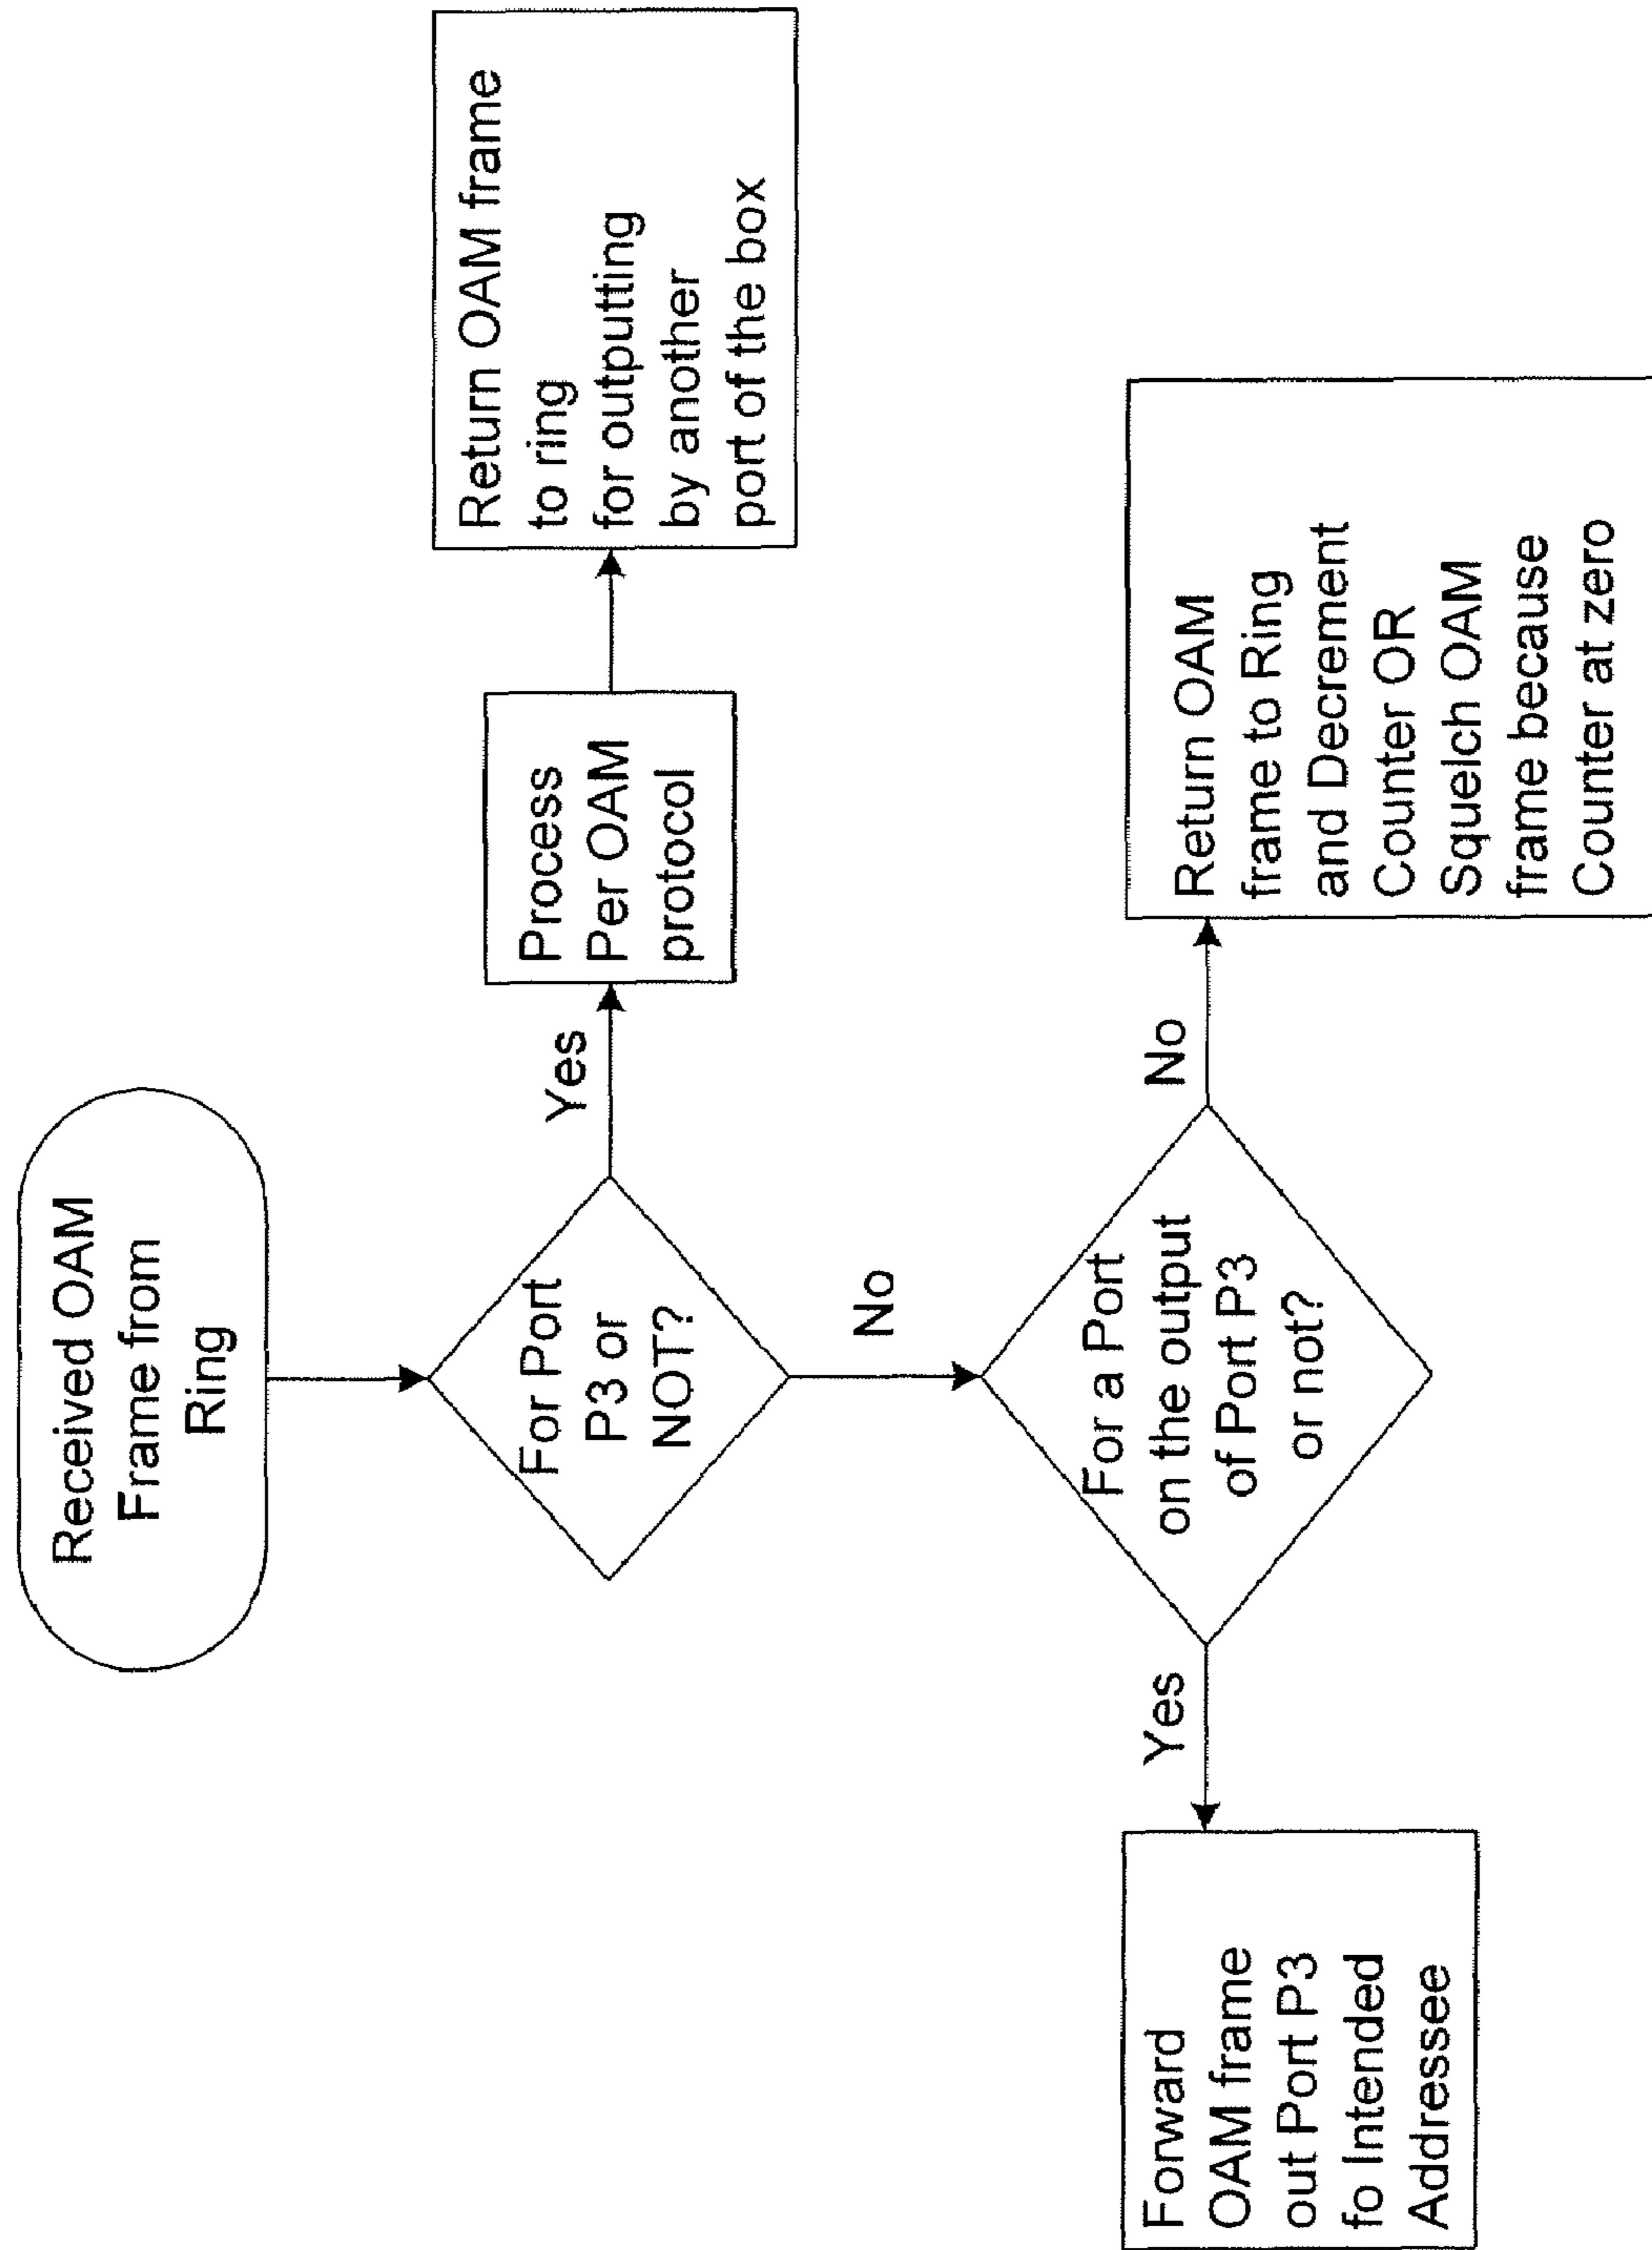 Received OAM
Frame from
Ring
For Port
P3 or
NOT?
Yes
Process
Per OAM
protocol
Return OAM frame
to ring
for outputting
by another
port of the box
No
For a Port
on the output
of Port P3
or not?
Yes
Forward
OAM frame
out Port P3
fo Intended
Addressee
No
Return OAM
frame to Ring
and Decrement
Counter OR
Squelch OAM
frame because
Counter at zero